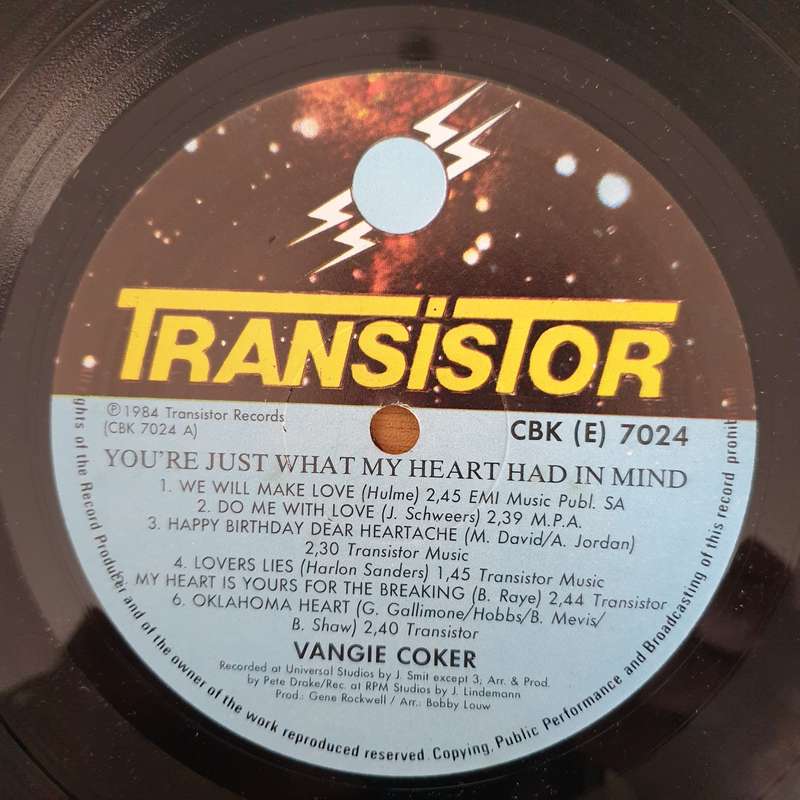 TRANSISTOR
℗1984 Transistor Records
(CBK 7024 A)
CBK (E) 7024
YOU'RE JUST WHAT MY HEART HAD IN MIND
1. WE WILL MAKE LOVE (Hulme) 2,45 EMI Music Publ. SA
2. DO ME WITH LOVE (J. Schweers) 2,39 M.P.A.
3. HAPPY BIRTHDAY DEAR HEARTACHE (M. David/A. Jordan)
2,30 Transistor Music
4. LOVERS LIES (Harlon Sanders) 1,45 Transistor Music
MY HEART IS YOURS FOR THE BREAKING (B. Raye) 2,44 Transistor
6. OKLAHOMA HEART (G. Gallimone/Hobbs/B. Mevis/
B. Shaw) 2,40 Transistor
VANGIE COKER
Recorded at Universal Studios by J. Smit except 3; Arr. & Prod.
by Pete Drake/Rec. at RPM Studios by J. Lindemann
Prod.: Gene Rockwell / Arr.: Bobby Louw
ghts of the Record Producer and of the owner of the work reproduced reserved. Copying, Public Performance and Broadcasting of this record prohib